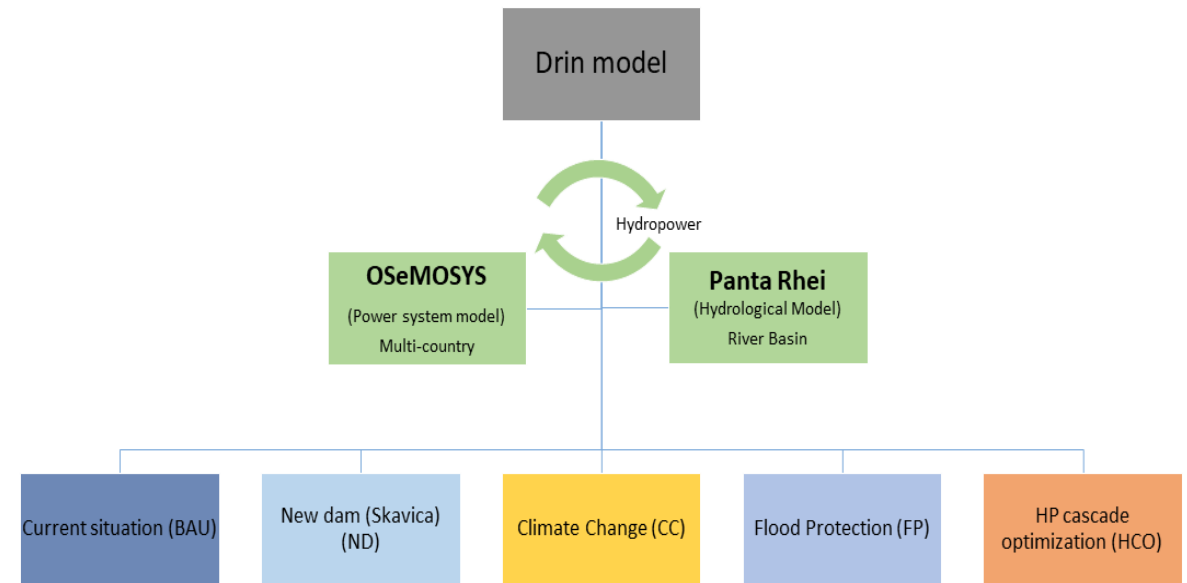 Drin model
Hydropower
OSeMOSYS
(Power system model)
Multi-country
Panta Rhei
(Hydrological Model)
River Basin
Current situation (BAU)
New dam (Skavica)
(ND)
Climate Change (CC)
Flood Protection (FP)
HP cascade
optimization (HCO)